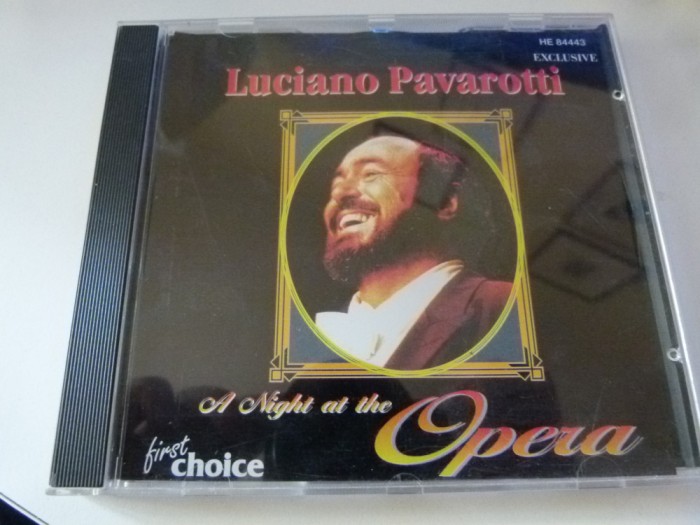 HE 84443
EXCLUSIVE
Luciano Pavarotti
A Night at the
Opera
first
choice